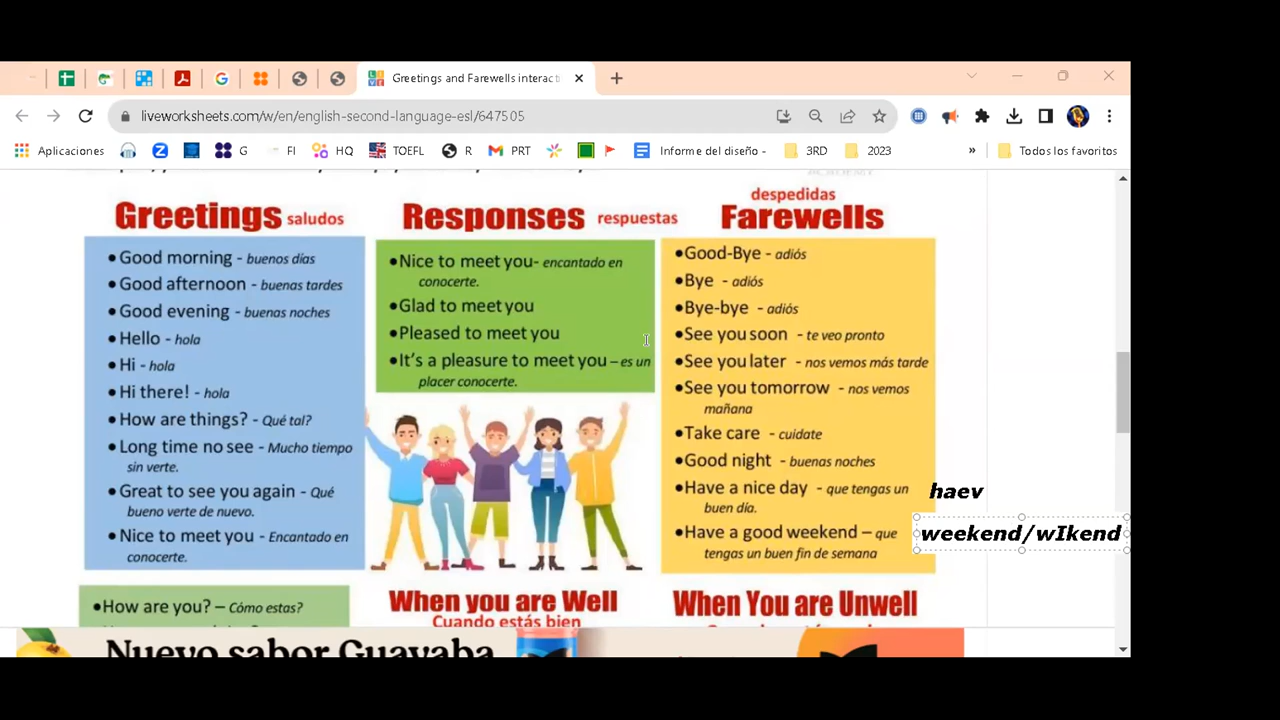 Greetings and Farewells interacti
liveworksheets.com/w/en/english-second-language-esl/647505
Aplicaciones G FI HQ TOEFL R PRT Informe del diseño - 3RD 2023 » Todos los favoritos
Greetings saludos
•Good morning - buenos días
•Good afternoon - buenas tardes
•Good evening - buenas noches
•Hello - hola
•Hi - hola
•Hi there! - hola
•How are things? - Qué tal?
•Long time no see - Mucho tiempo
sin verte.
•Great to see you again - Qué
bueno verte de nuevo.
•Nice to meet you - Encantado en
conocerte.
Responses respuestas
•Nice to meet you- encantado en
conocerte.
•Glad to meet you
•Pleased to meet you
•It's a pleasure to meet you – es un
placer conocerte.
despedidas
Farewells
•Good-Bye - adiós
•Bye - adiós
•Bye-bye - adiós
•See you soon - te veo pronto
•See you later - nos vemos más tarde
•See you tomorrow - nos vemos
mañana
•Take care - cuidate
•Good night - buenas noches
•Have a nice day - que tengas un
buen día.
•Have a good weekend – que
tengas un buen fin de semana
haev
weekend/wIkend
•How are you? – Cómo estas?
When you are Well
Cuando estás bien
When You are Unwell
Nuevo sabor Guayaba